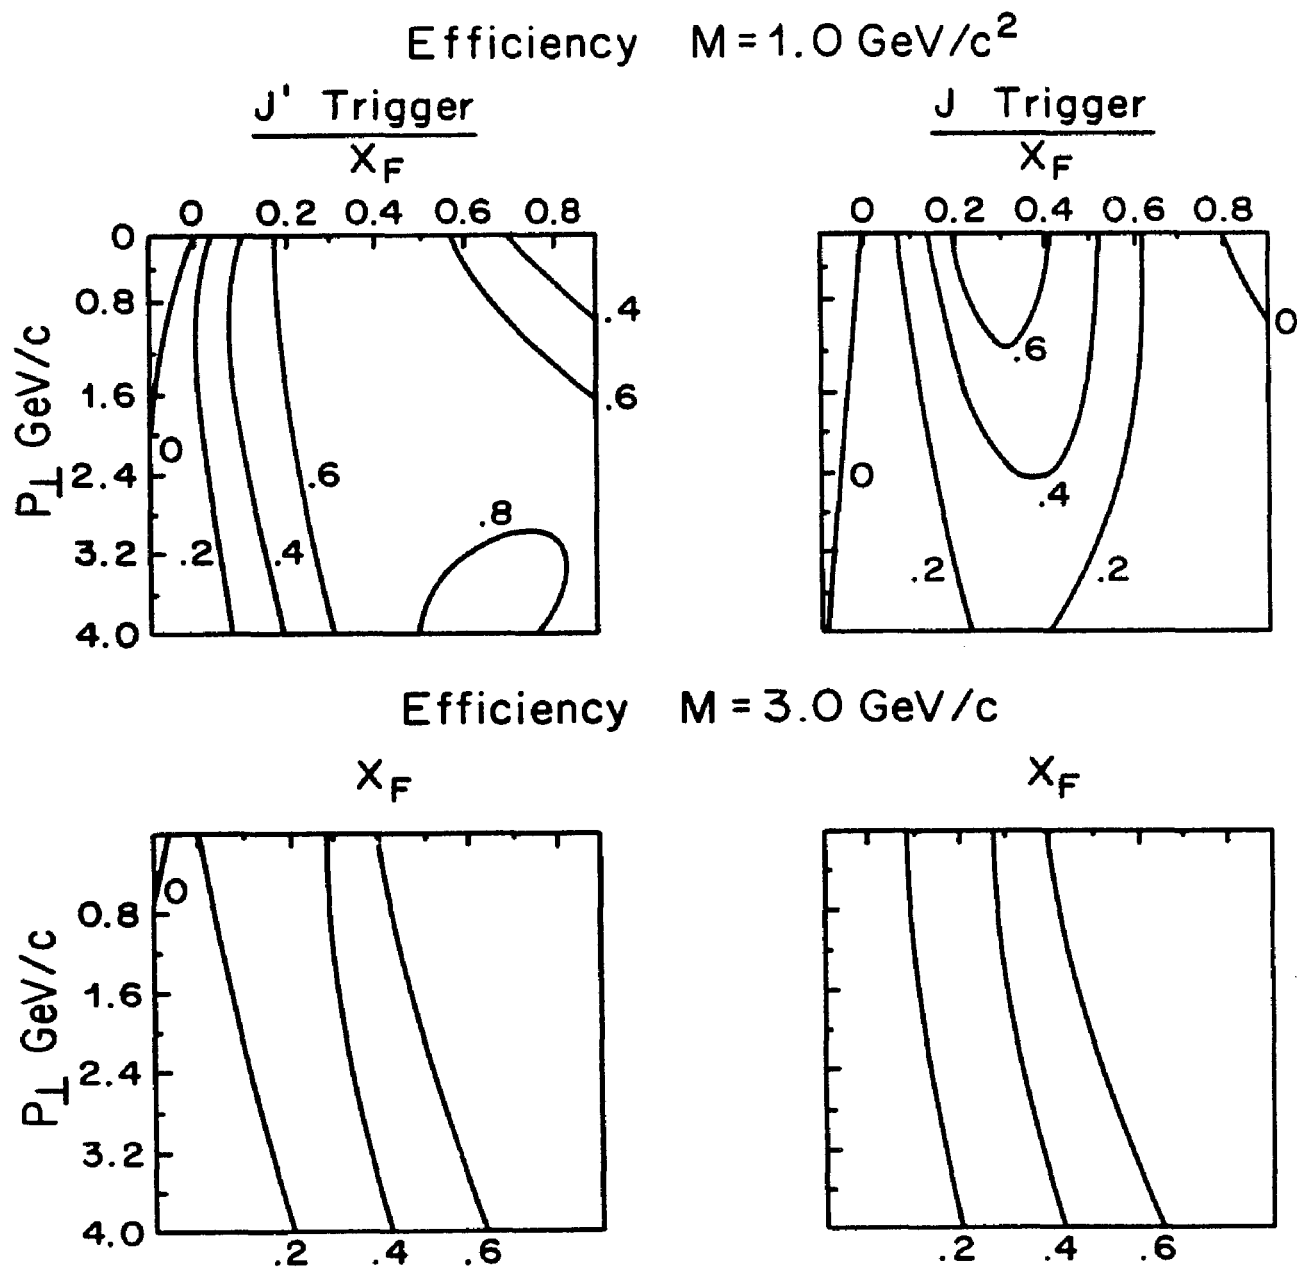 Efficiency M = 1.0 GeV/c²
J' Trigger
X_F
0 0.2 0.4 0.6 0.8
J Trigger
X_F
0 0.2 0.4 0.6 0.8
P⊥ GeV/c
0
0.8
1.6
2.4
3.2
4.0
0
.2
.4
.6
.8
.4
.6
0
.2
.4
.6
.2
0
Efficiency M = 3.0 GeV/c
X_F
X_F
P⊥ GeV/c
0.8
1.6
2.4
3.2
4.0
0
.2 .4 .6
.2 .4 .6